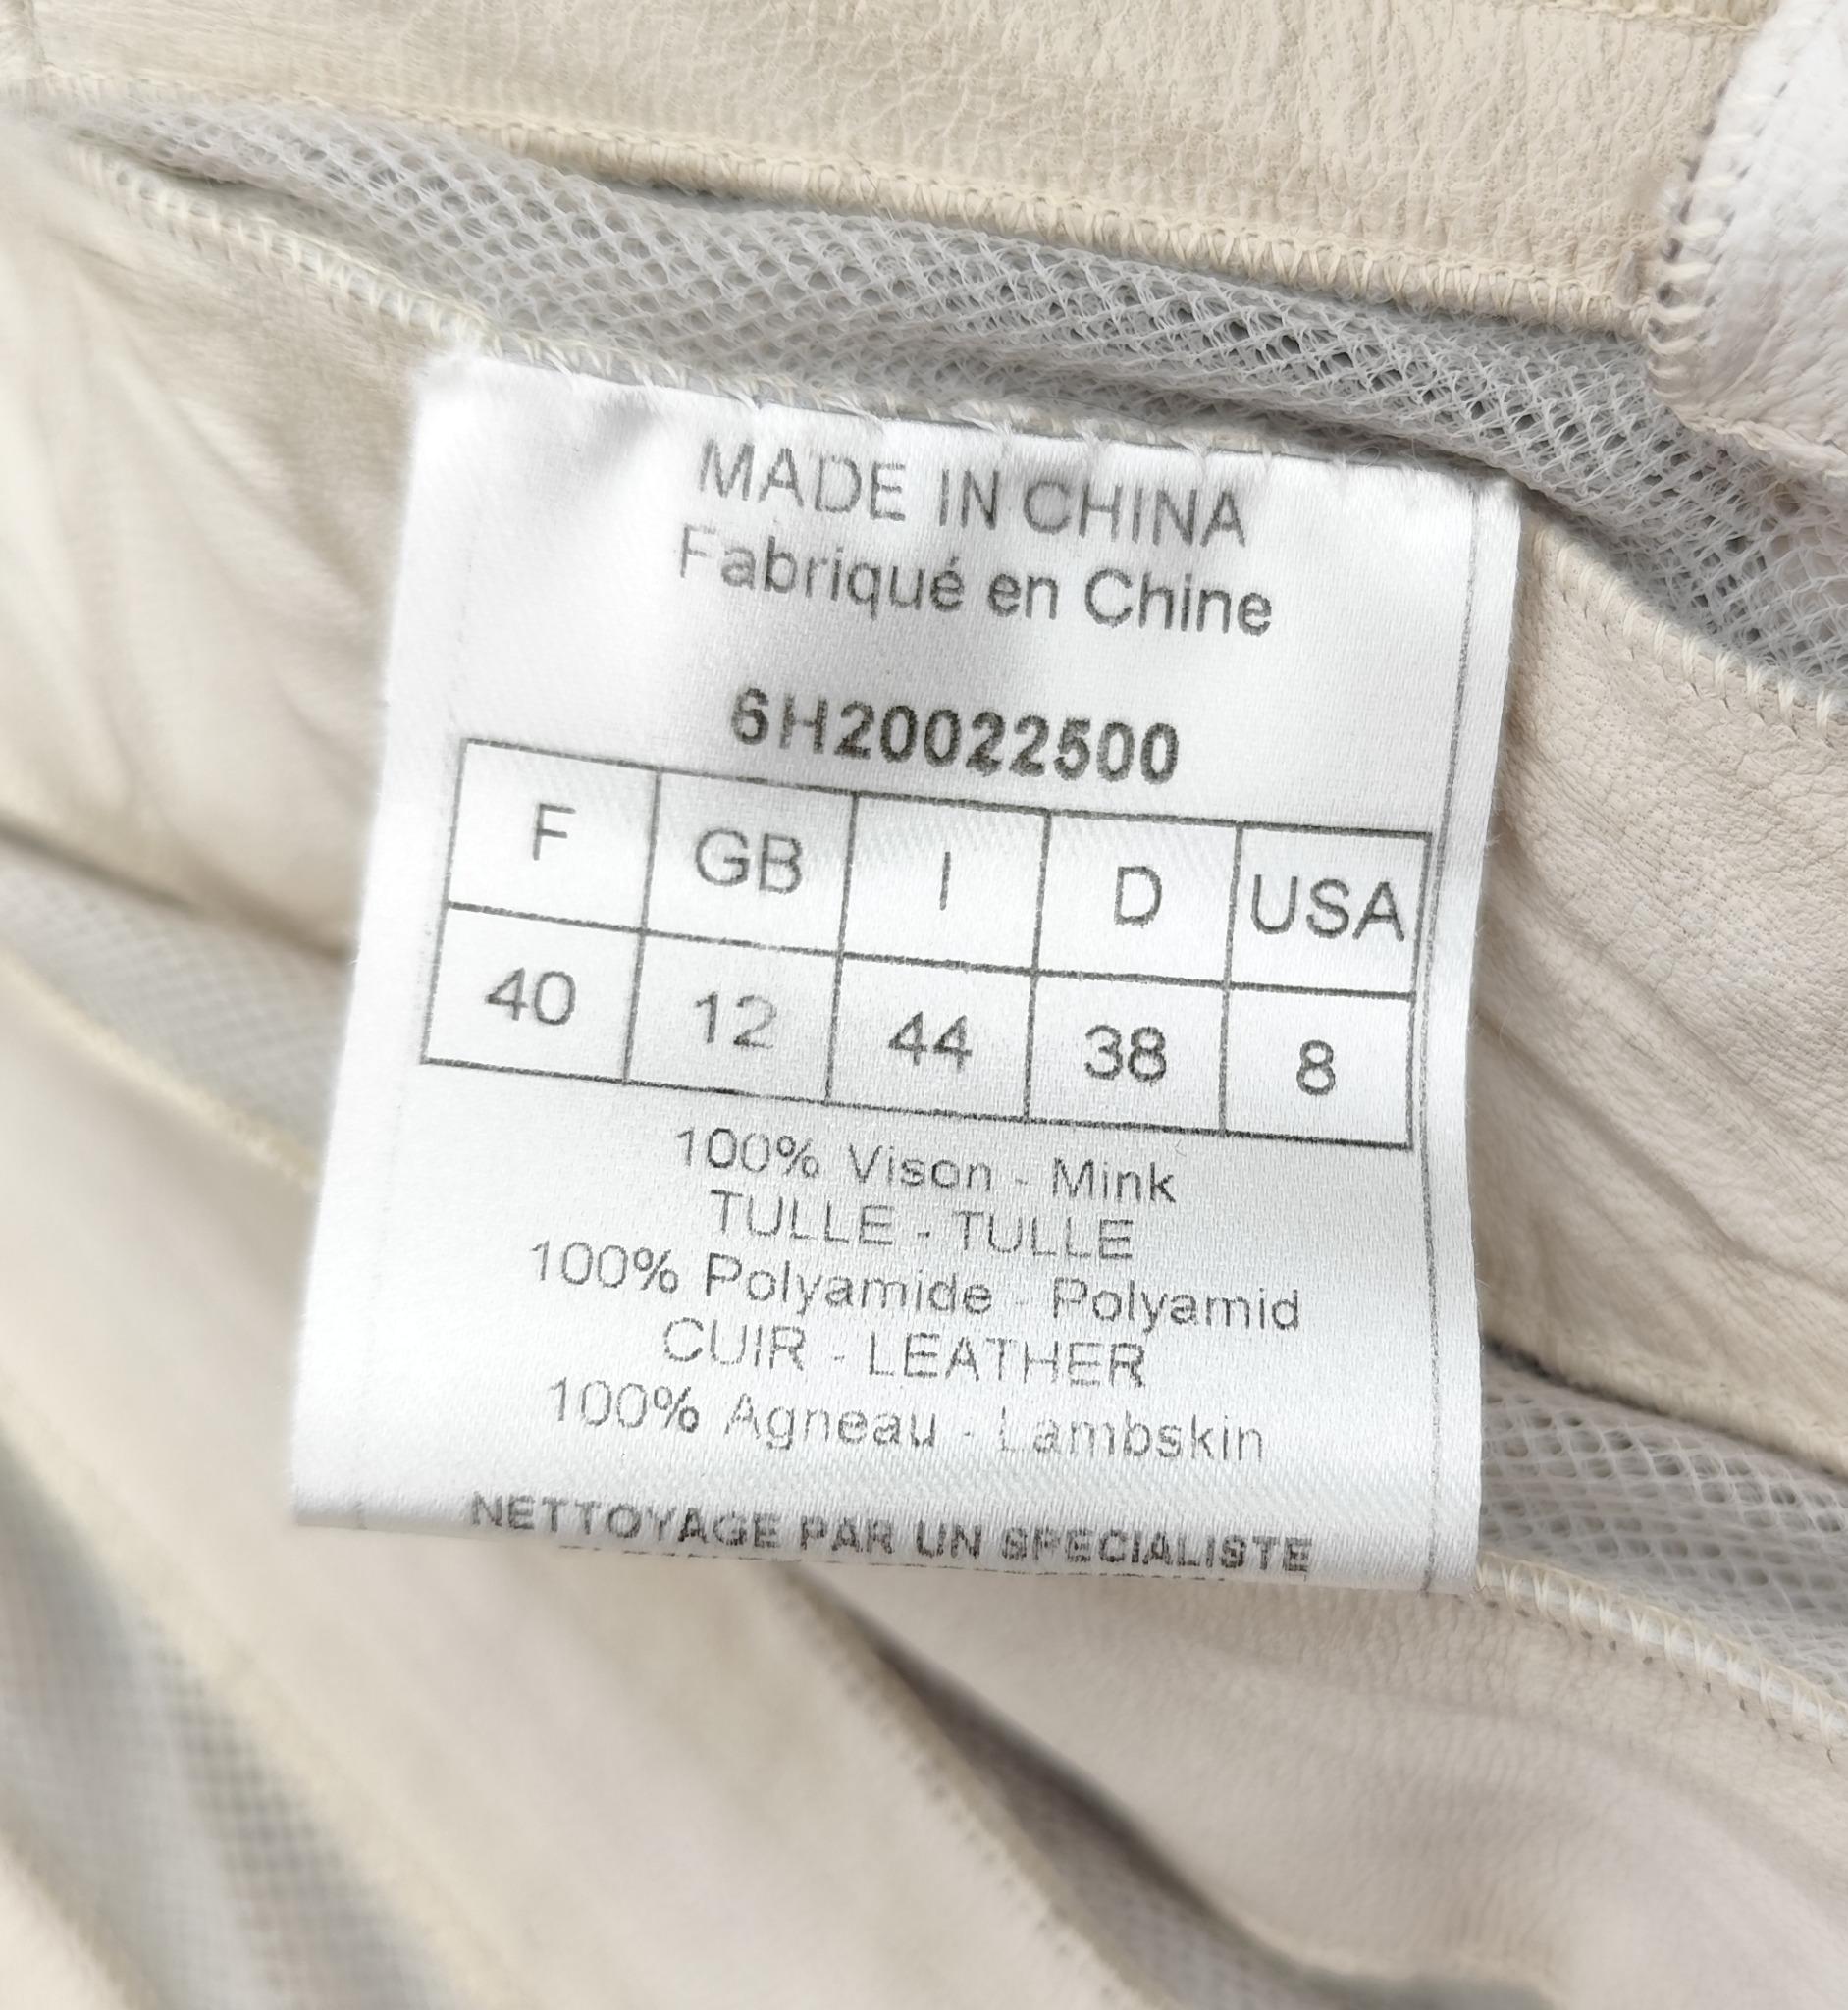 MADE IN CHINA
Fabriqué en Chine
6H20022500
F GB I D USA
40 12 44 38 8
100% Vison - Mink
TULLE - TULLE
100% Polyamide - Polyamid
CUIR - LEATHER
100% Agneau - Lambskin
NETTOYAGE PAR UN SPECIALISTE